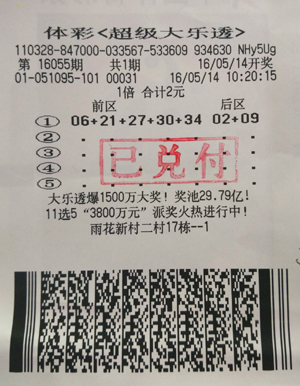 体彩<超级大乐透>
110328-847000-033567-533609 934630 NHy5Ug
第 16055期 共1期 16/05/14开奖
01-051095-101 00031 16/05/14 10:20:15
1倍 合计2元
前区 后区
① 06+21+27+30+34 02+09
②
③
④
⑤
已兑付
大乐透爆1500万大奖! 奖池29.79亿!
11选5 “3800万元” 派奖火热进行中!
雨花新村二村17栋--1